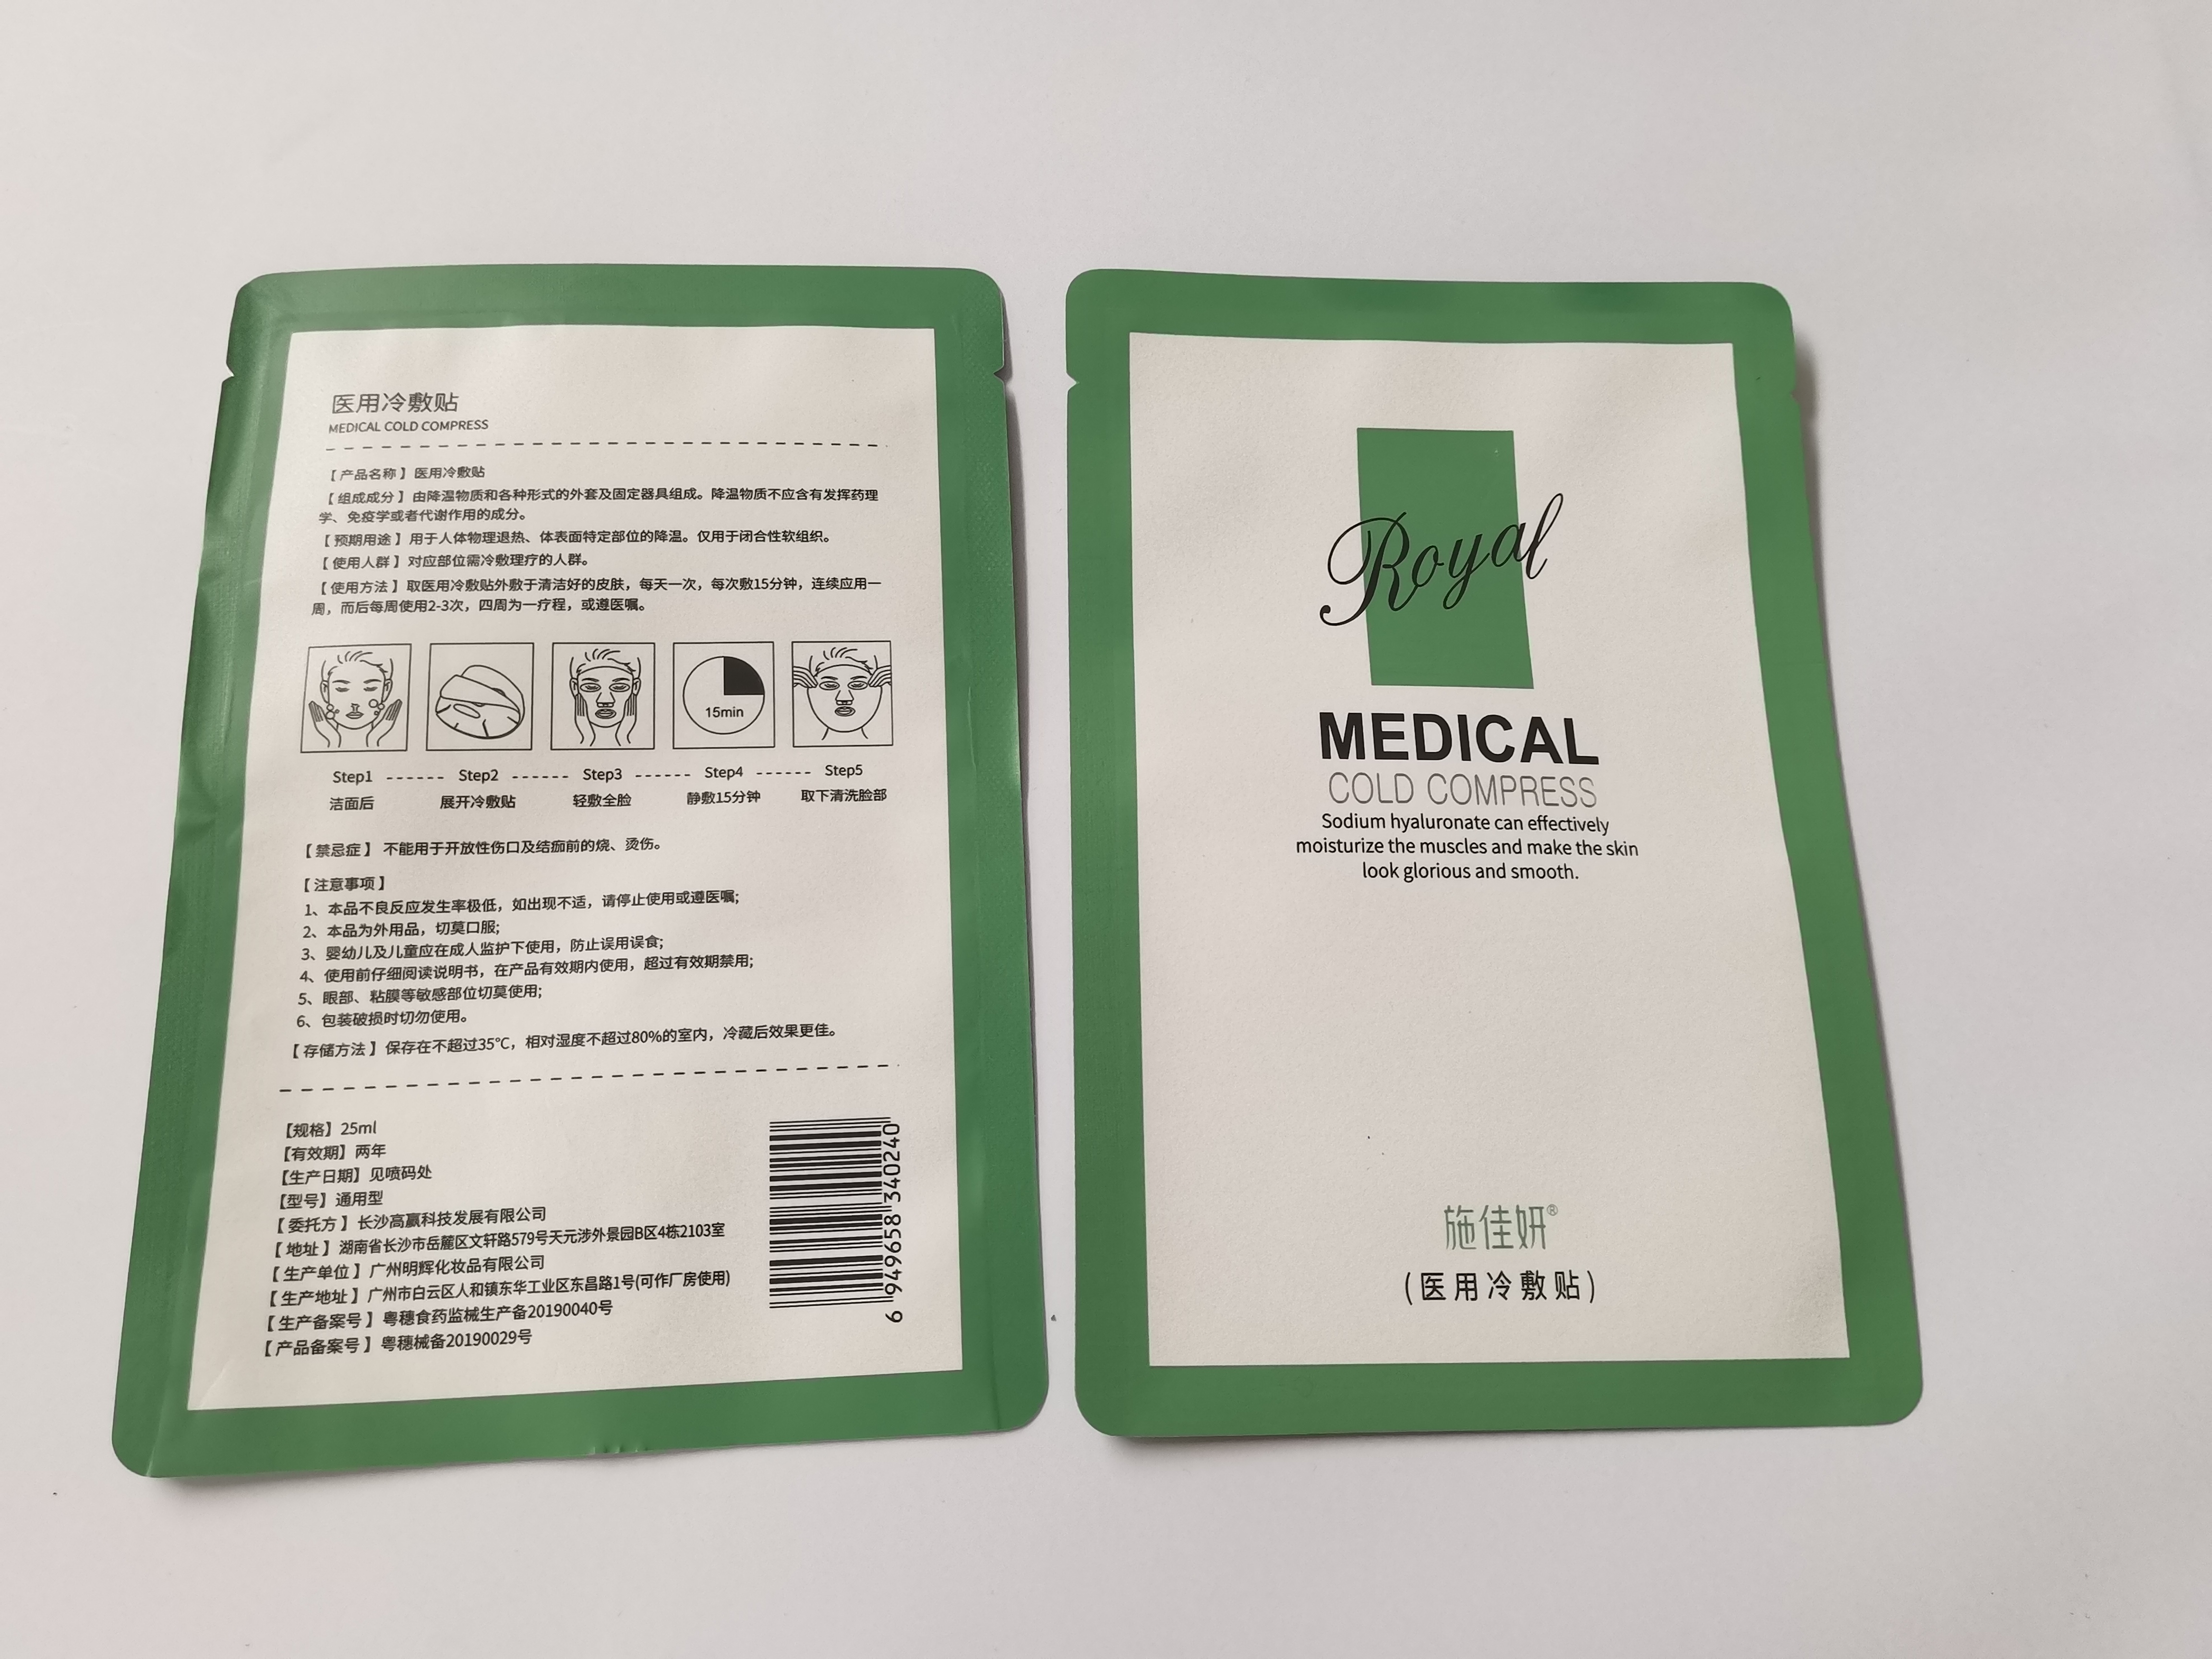 医用冷敷贴
MEDICAL COLD COMPRESS
【产品名称】医用冷敷贴
【组成成分】由降温物质和各种形式的外套及固定器具组成。降温物质不应含有发挥药理
学、免疫学或者代谢作用的成分。
【预期用途】用于人体物理退热、体表面特定部位的降温。仅用于闭合性软组织。
【使用人群】对应部位需冷敷理疗的人群。
【使用方法】取医用冷敷贴外敷于清洁好的皮肤，每天一次，每次敷15分钟，连续应用一
周，而后每周使用2-3次，四周为一疗程，或遵医嘱。
15min
Step1 ------ Step2 ------ Step3 ------ Step4 ------ Step5
洁面后 展开冷敷贴 轻敷全脸 静敷15分钟 取下清洗脸部
【禁忌症】不能用于开放性伤口及结痂前的烧、烫伤。
【注意事项】
1、本品不良反应发生率极低，如出现不适，请停止使用或遵医嘱;
2、本品为外用品，切莫口服;
3、婴幼儿及儿童应在成人监护下使用，防止误用误食;
4、使用前仔细阅读说明书，在产品有效期内使用，超过有效期禁用;
5、眼部、粘膜等敏感部位切莫使用;
6、包装破损时切勿使用。
【存储方法】保存在不超过35℃，相对湿度不超过80%的室内，冷藏后效果更佳。
【规格】25ml
【有效期】两年
【生产日期】见喷码处
【型号】通用型
【委托方】长沙高赢科技发展有限公司
【地址】湖南省长沙市岳麓区文轩路579号天元涉外景园B区4栋2103室
【生产单位】广州明辉化妆品有限公司
【生产地址】广州市白云区人和镇东华工业区东昌路1号(可作厂房使用)
【生产备案号】粤穗食药监械生产备20190040号
【产品备案号】粤穗械备20190029号
6 949658 340240
Royal
MEDICAL
COLD COMPRESS
Sodium hyaluronate can effectively
moisturize the muscles and make the skin
look glorious and smooth.
施佳妍®
(医用冷敷贴)